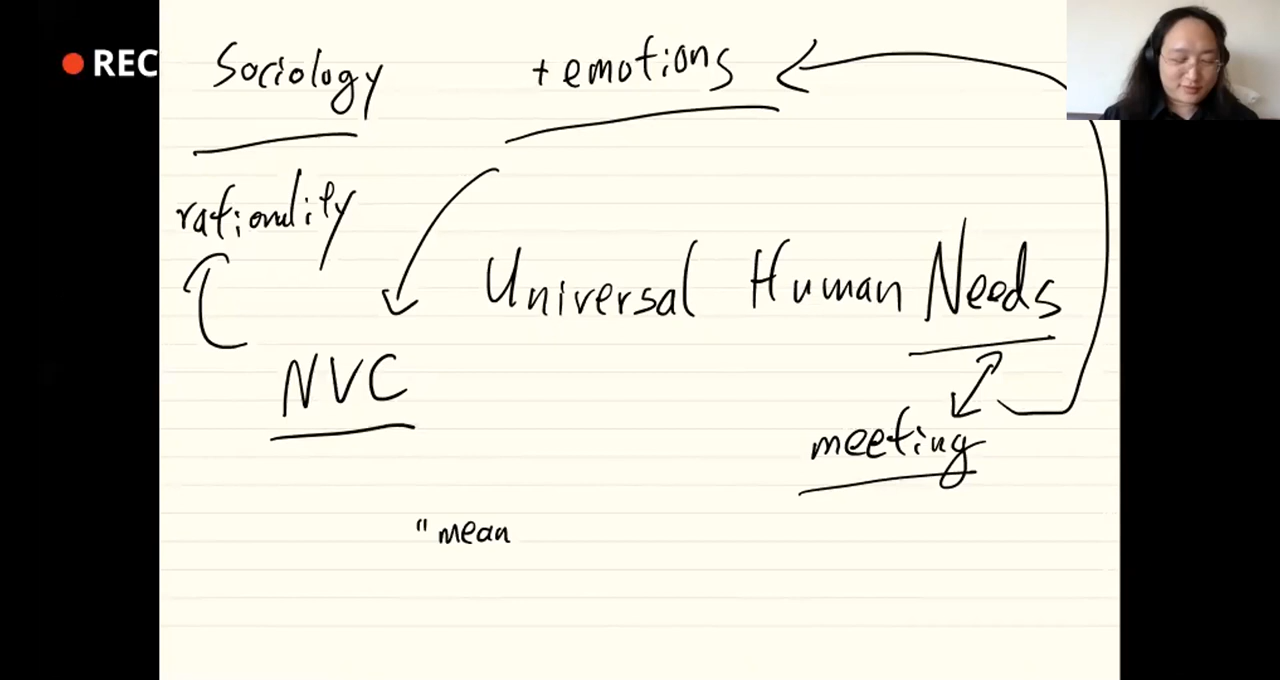 REC
Sociology + emotions
rationality
Universal Human Needs
NVC
meeting
"mean